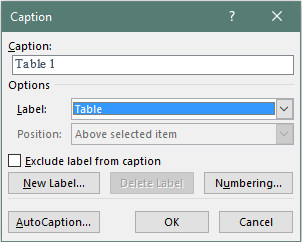 Caption ? ×
Caption:
Table 1
Options
Label: Table
Position: Above selected item
Exclude label from caption
New Label... Delete Label Numbering...
AutoCaption... OK Cancel